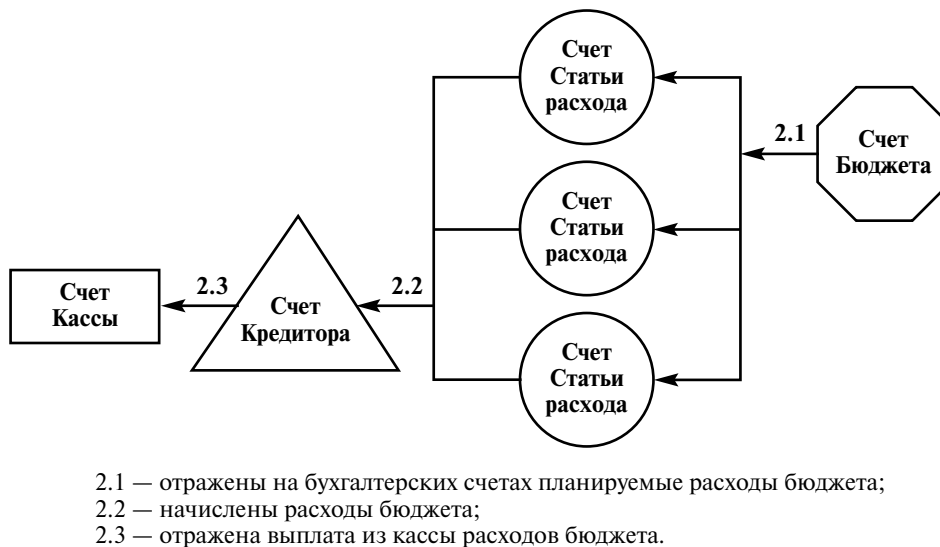 Счет
Статьи
расхода
2.1
Счет
Бюджета
Счет
Статьи
расхода
Счет
Кассы
2.3
Счет
Кредитора
2.2
Счет
Статьи
расхода
2.1 — отражены на бухгалтерских счетах планируемые расходы бюджета;
2.2 — начислены расходы бюджета;
2.3 — отражена выплата из кассы расходов бюджета.